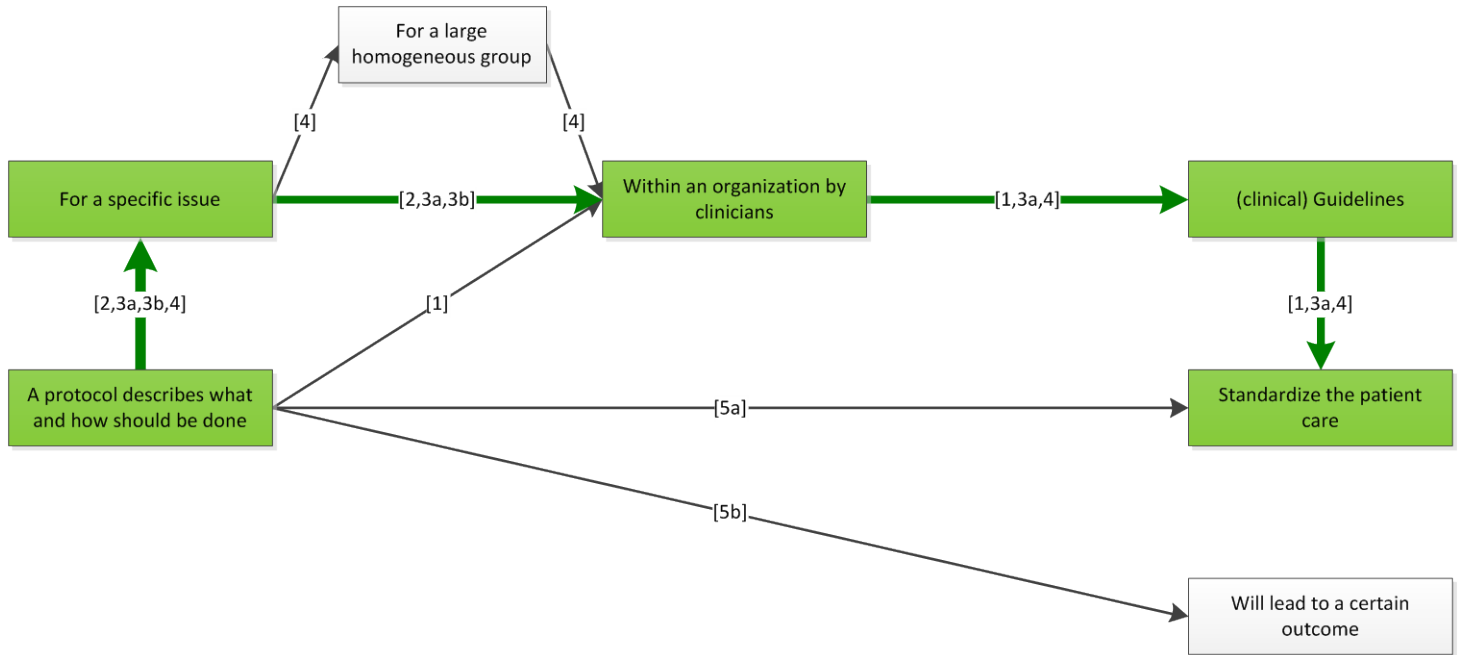 For a large
homogeneous group
[4]
[4]
For a specific issue
[2,3a,3b]
Within an organization by
clinicians
[1,3a,4]
(clinical) Guidelines
[2,3a,3b,4]
[1]
[1,3a,4]
A protocol describes what
and how should be done
[5a]
Standardize the patient
care
[5b]
Will lead to a certain
outcome